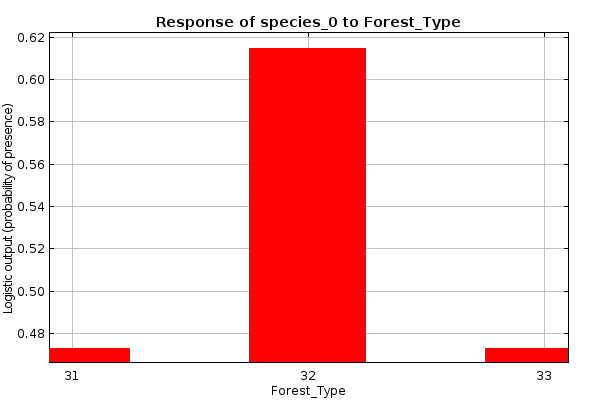 Response of species_0 to Forest_Type
Logistic output (probability of presence)
0.62
0.60
0.58
0.56
0.54
0.52
0.50
0.48
31 32 33
Forest_Type